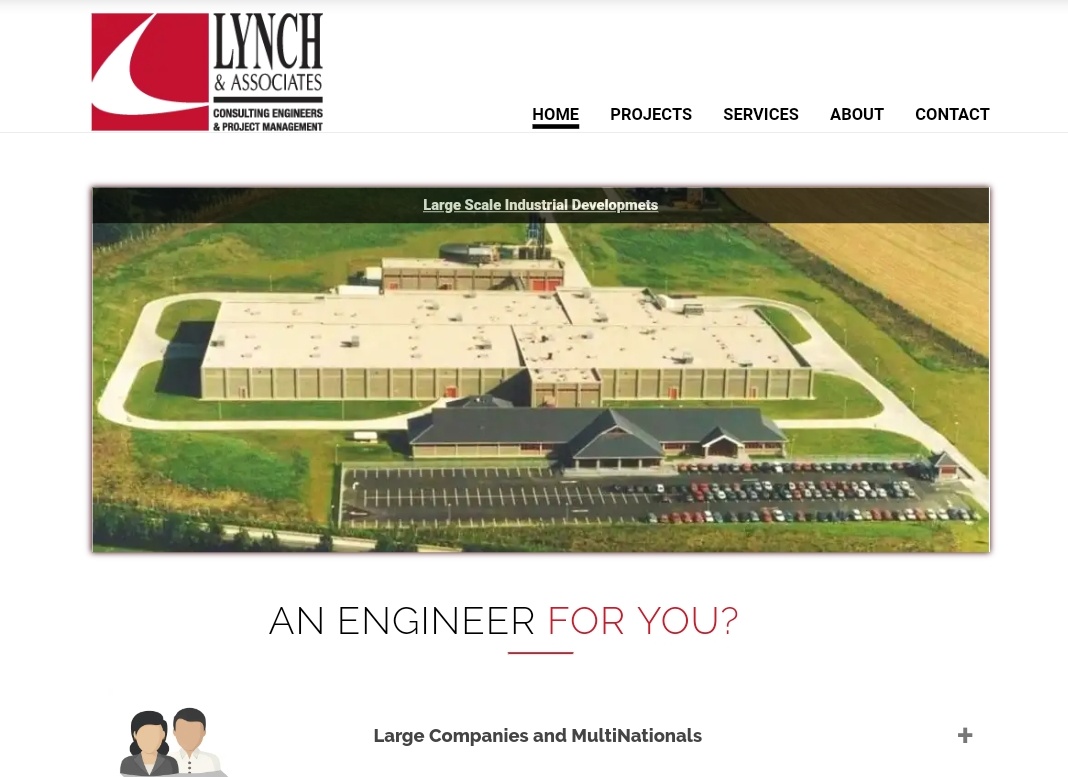 LYNCH
& ASSOCIATES
CONSULTING ENGINEERS
& PROJECT MANAGEMENT
HOME PROJECTS SERVICES ABOUT CONTACT
Large Scale Industrial Developmets
AN ENGINEER FOR YOU?
Large Companies and MultiNationals +